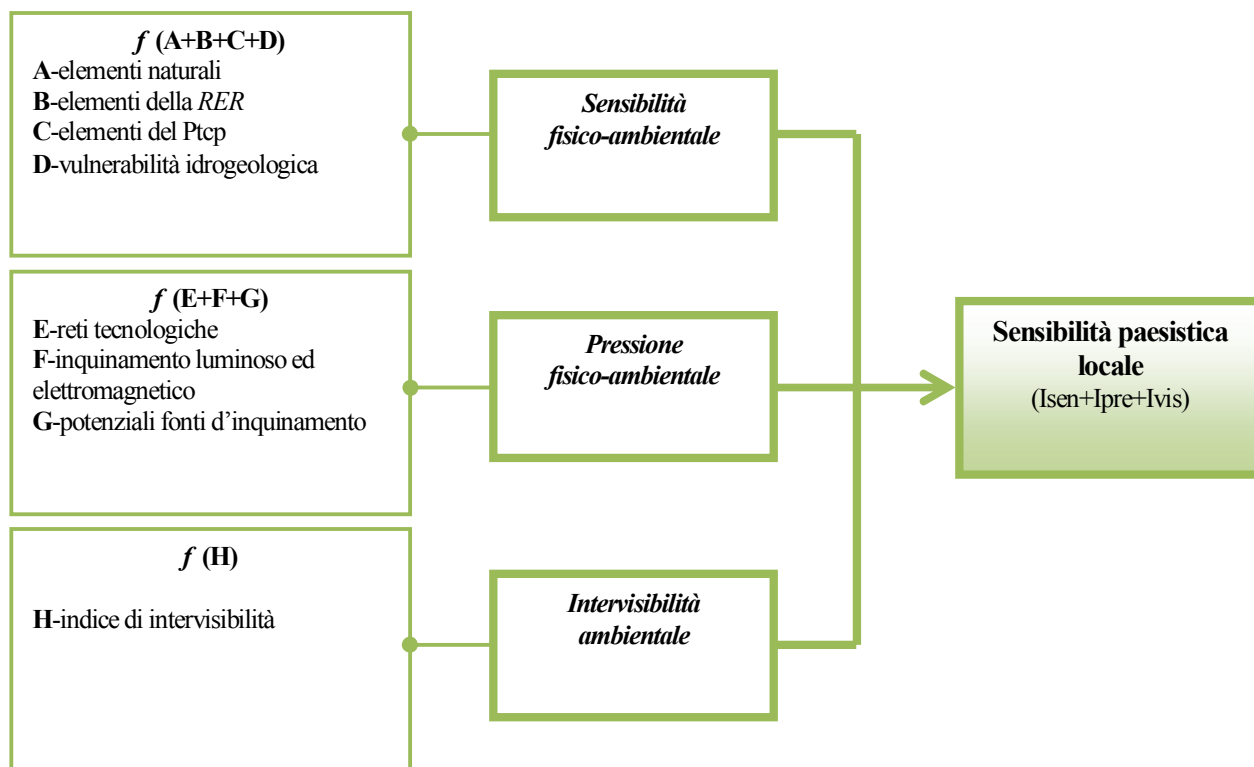 f (A+B+C+D)
A-elementi naturali
B-elementi della RER
C-elementi del Ptcp
D-vulnerabilità idrogeologica
Sensibilità
fisico-ambientale
f (E+F+G)
E-reti tecnologiche
F-inquinamento luminoso ed
elettromagnetico
G-potenziali fonti d’inquinamento
Pressione
fisico-ambientale
Sensibilità paesistica
locale
(Isen+Ipre+Ivis)
f (H)
H-indice di intervisibilità
Intervisibilità
ambientale